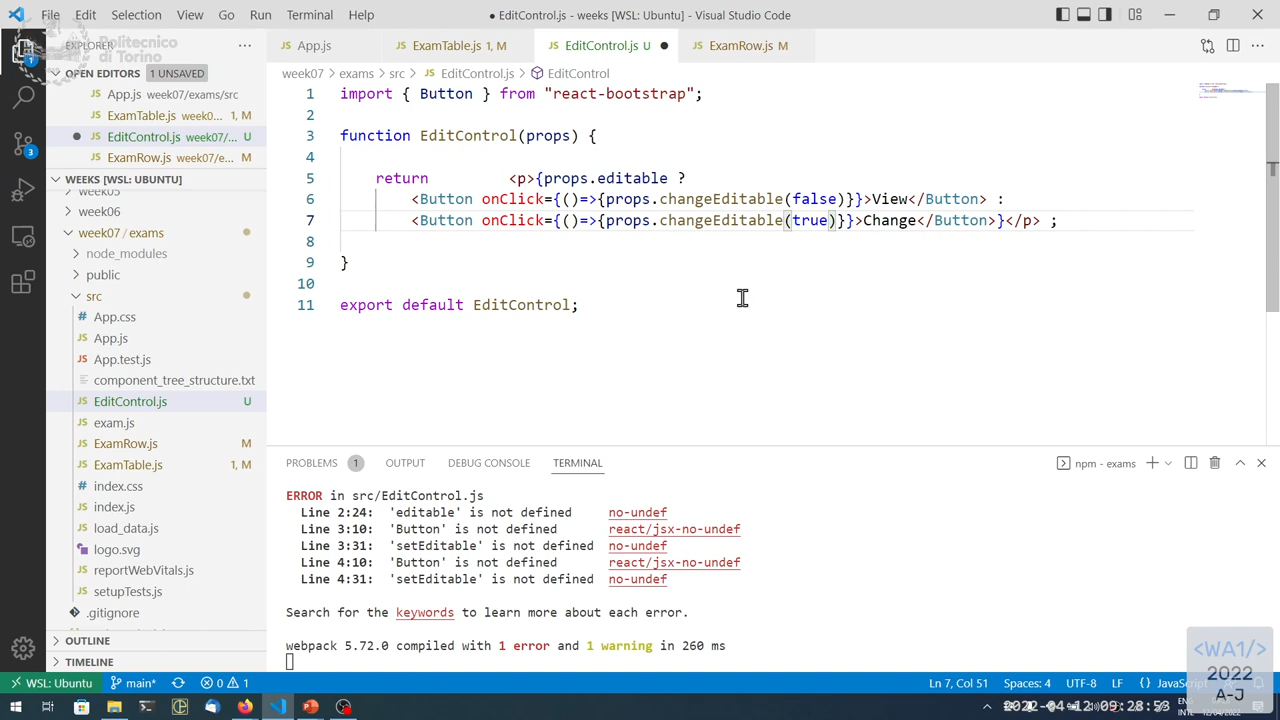 File Edit Selection View Go Run Terminal Help
● EditControl.js - weeks [WSL: Ubuntu] - Visual Studio Code
Politecnico
di Torino
EXPLORER
OPEN EDITORS 1 UNSAVED
App.js week07/exams/src
ExamTable.js week0... 1, M
EditControl.js week07/... U
ExamRow.js week07/e... M
WEEKS [WSL: UBUNTU]
week05
week06
week07 / exams
node_modules
public
src
App.css
App.js
App.test.js
component_tree_structure.txt
EditControl.js U
exam.js
ExamRow.js M
ExamTable.js 1, M
index.css
index.js
load_data.js
logo.svg
reportWebVitals.js
setupTests.js
.gitignore
OUTLINE
TIMELINE
App.js ExamTable.js 1, M EditControl.js U ● ExamRow.js M
week07 > exams > src > EditControl.js > EditControl
1 import { Button } from "react-bootstrap";
2
3 function EditControl(props) {
4
5 return <p>{props.editable ?
6 <Button onClick={()=>{props.changeEditable(false)}}>View</Button> :
7 <Button onClick={()=>{props.changeEditable(true)}}>Change</Button>}</p> ;
8
9 }
10
11 export default EditControl;
PROBLEMS 1 OUTPUT DEBUG CONSOLE TERMINAL
npm - exams
ERROR in src/EditControl.js
Line 2:24: 'editable' is not defined no-undef
Line 3:10: 'Button' is not defined react/jsx-no-undef
Line 3:31: 'setEditable' is not defined no-undef
Line 4:10: 'Button' is not defined react/jsx-no-undef
Line 4:31: 'setEditable' is not defined no-undef
Search for the keywords to learn more about each error.
webpack 5.72.0 compiled with 1 error and 1 warning in 260 ms
<WA1/>
2022
A-J
WSL: Ubuntu main* 0 1
Ln 7, Col 51 Spaces: 4 UTF-8 LF {} JavaScript
2022-04-12 09:28:53